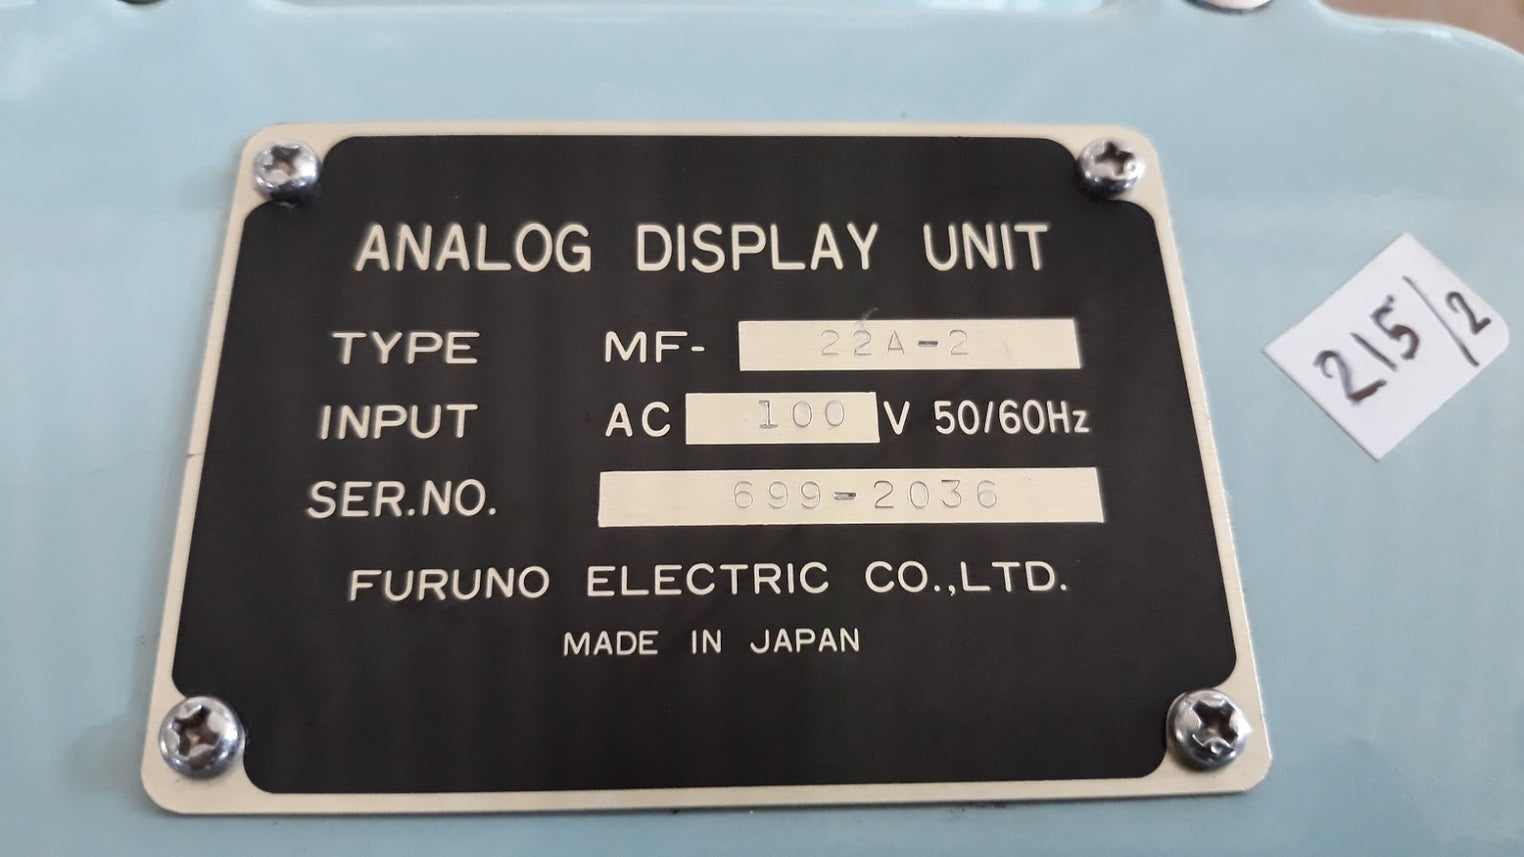 ANALOG DISPLAY UNIT
TYPE MF- 22A-2
INPUT AC 100 V 50/60Hz
SER.NO. 699-2036
FURUNO ELECTRIC CO.,LTD.
MADE IN JAPAN
215/2